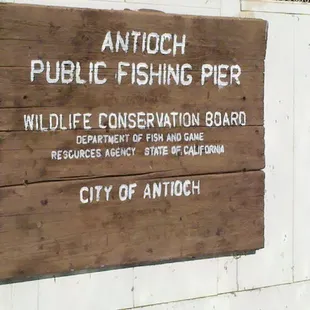 ANTIOCH
PUBLIC FISHING PIER
WILDLIFE CONSERVATION BOARD
DEPARTMENT OF FISH AND GAME
RESOURCES AGENCY STATE OF CALIFORNIA
CITY OF ANTIOCH